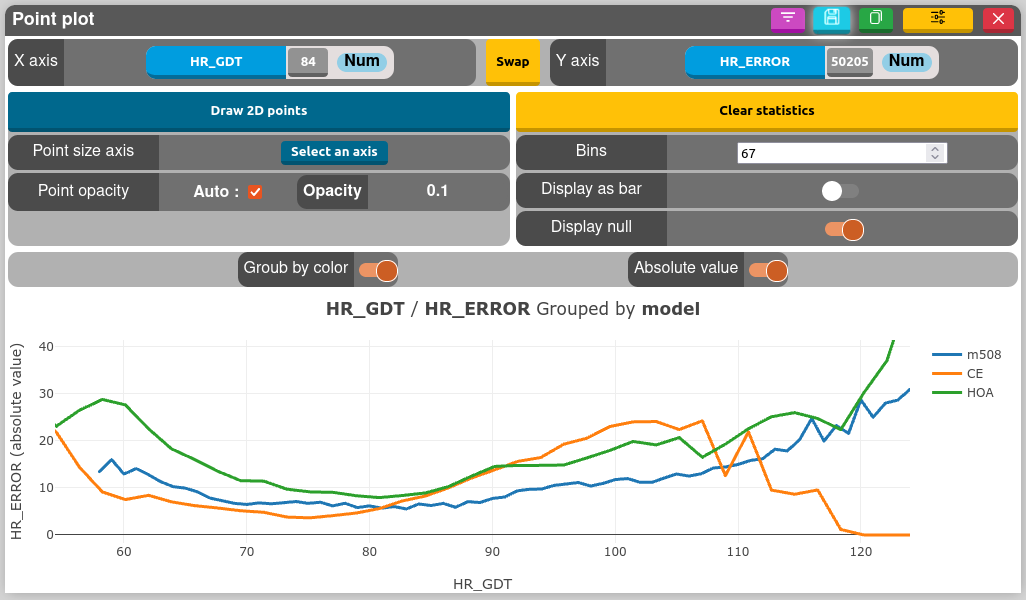 Point plot
X axis HR_GDT 84 Num Swap Y axis HR_ERROR 50205 Num
Draw 2D points Clear statistics
Point size axis Select an axis Bins 67
Point opacity Auto : Opacity 0.1 Display as bar
Display null
Groub by color Absolute value
HR_GDT / HR_ERROR Grouped by model
HR_ERROR (absolute value)
40
30
20
10
0
60 70 80 90 100 110 120
HR_GDT
m508
CE
HOA